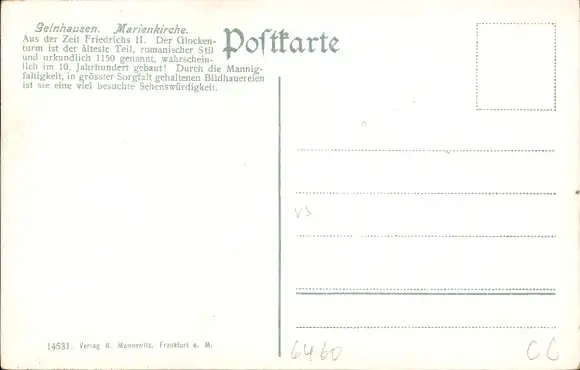 Gelnhausen. Marienkirche.
Aus der Zeit Friedrichs II. Der Glocken-
turm ist der älteste Teil, romanischer Stil
und urkundlich 1150 genannt, wahrschein-
lich im 10. Jahrhundert gebaut! Durch die Mannig-
faltigkeit, in grösster Sorgfalt gehaltenen Bildhauereien
ist sie eine viel besuchte Sehenswürdigkeit.
Postkarte
VS
14531. Verlag R. Mannewitz, Frankfurt a. M.
6460
CC